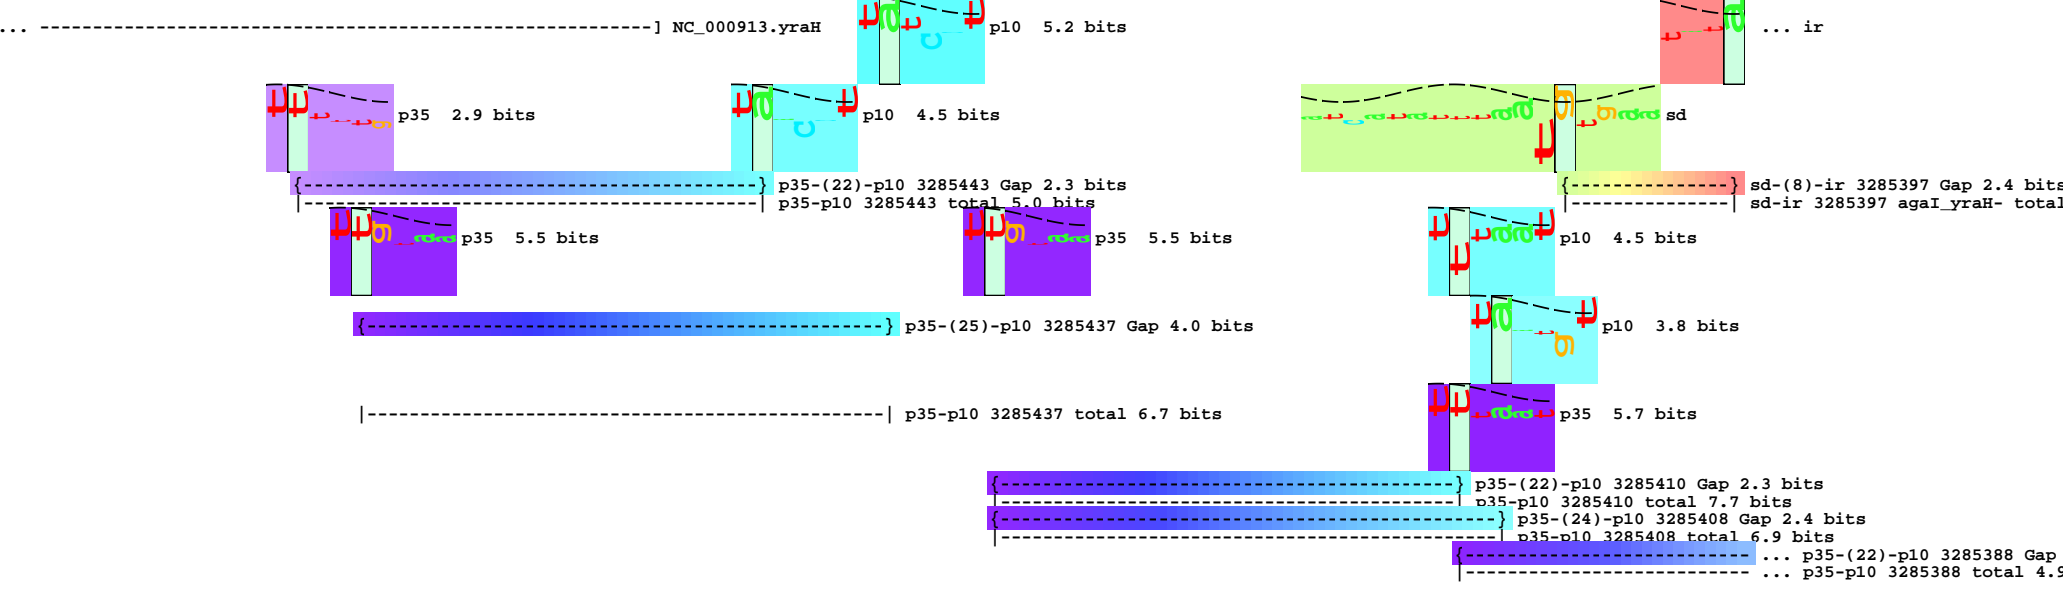 ... ----------------------------------------------------------] NC_000913.yraH
p10 5.2 bits
... ir
p35 2.9 bits
p10 4.5 bits
sd
{-------------------------------------------} p35-(22)-p10 3285443 Gap 2.3 bits
{---------------} sd-(8)-ir 3285397 Gap 2.4 bits
|-------------------------------------------| p35-p10 3285443 total 5.0 bits
|---------------| sd-ir 3285397 agaI_yraH- total
p35 5.5 bits
p35 5.5 bits
p10 4.5 bits
{-------------------------------------------------} p35-(25)-p10 3285437 Gap 4.0 bits
p10 3.8 bits
|-------------------------------------------------| p35-p10 3285437 total 6.7 bits
p35 5.7 bits
{-------------------------------------------} p35-(22)-p10 3285410 Gap 2.3 bits
|-------------------------------------------| p35-p10 3285410 total 7.7 bits
{-----------------------------------------------} p35-(24)-p10 3285408 Gap 2.4 bits
|-----------------------------------------------| p35-p10 3285408 total 6.9 bits
{--------------------------- ... p35-(22)-p10 3285388 Gap
|--------------------------- ... p35-p10 3285388 total 4.9